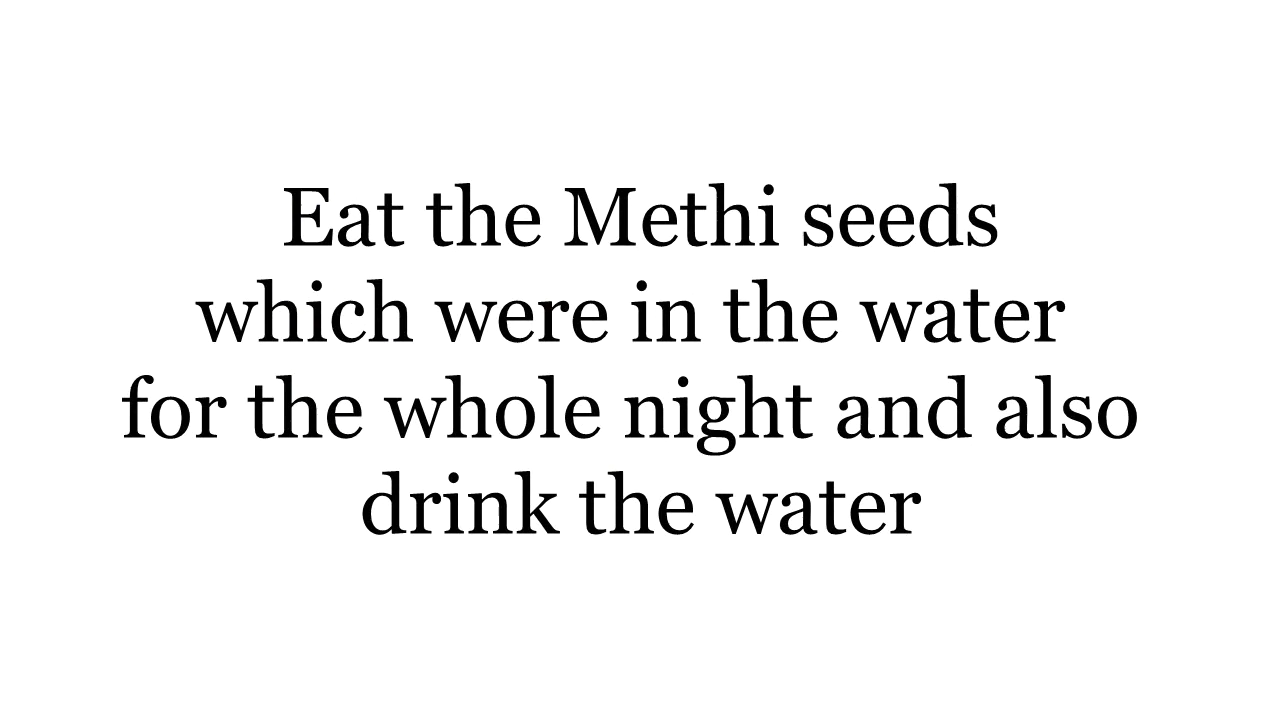 Eat the Methi seeds
which were in the water
for the whole night and also
drink the water